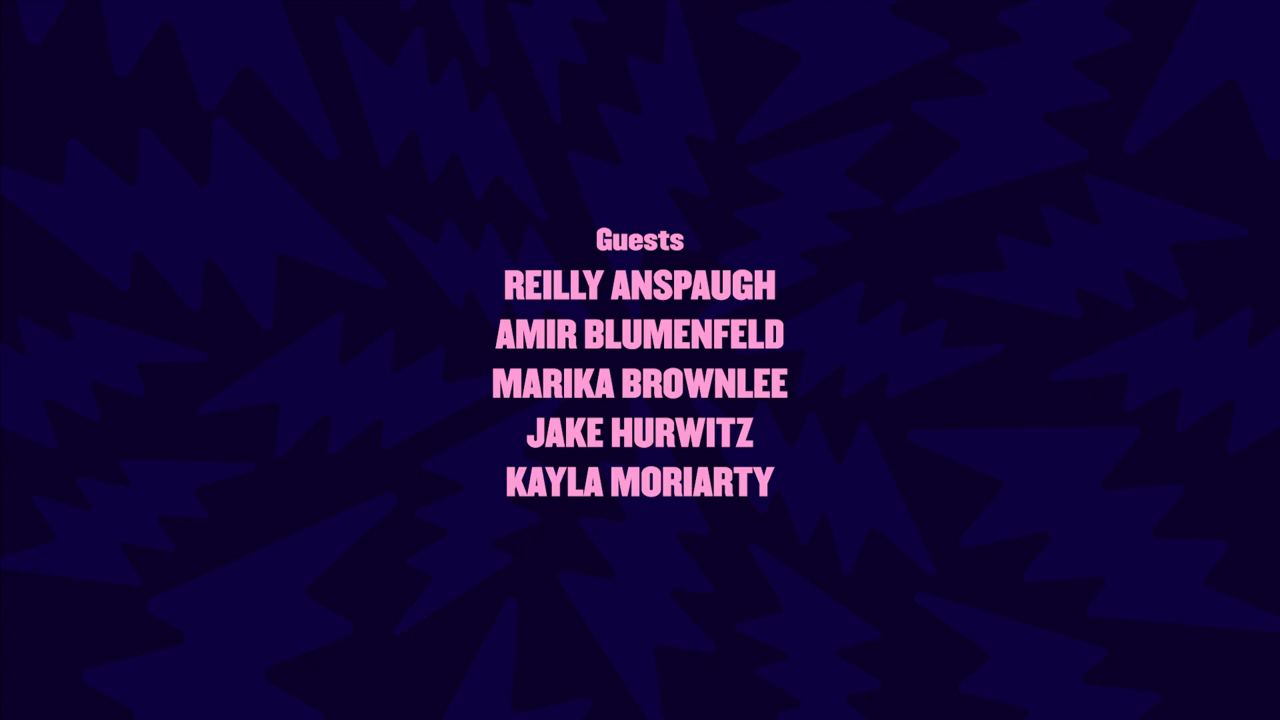 Guests
REILLY ANSPAUGH
AMIR BLUMENFELD
MARIKA BROWNLEE
JAKE HURWITZ
KAYLA MORIARTY